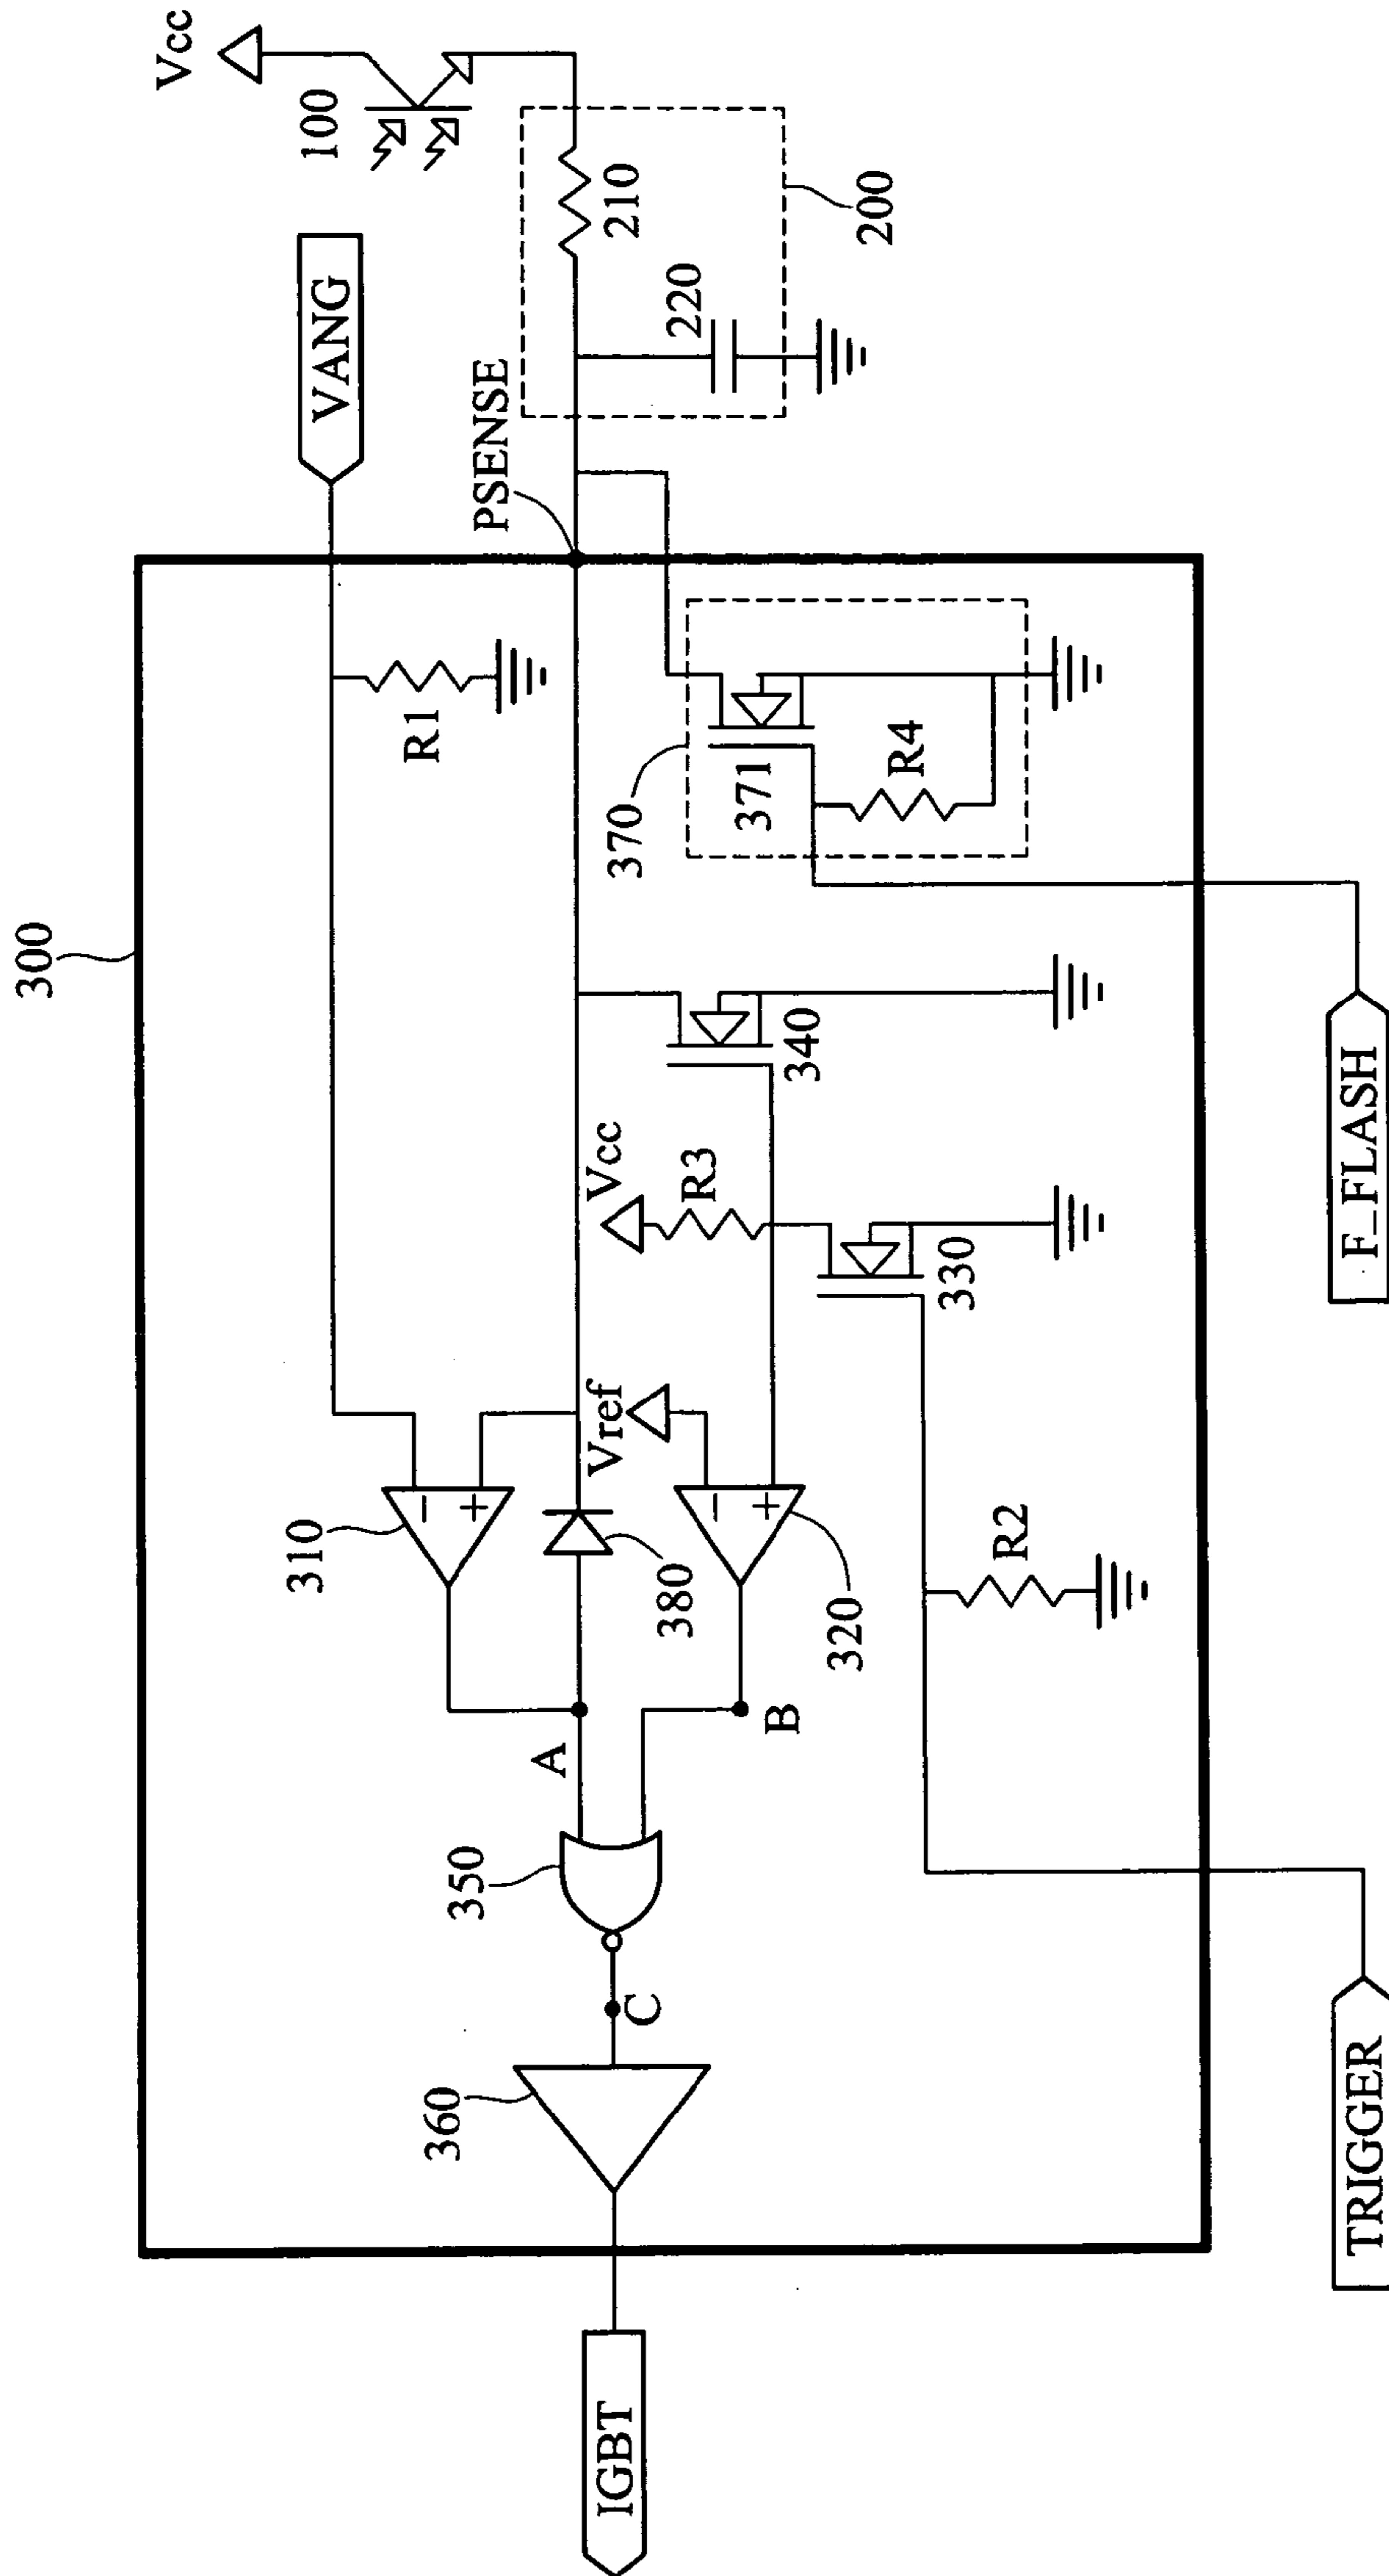 300
Vcc
100
VANG
PSENSE
210
220
200
R1
310
Vref
Vcc
R3
340
370
371
R4
380
A
B
320
350
C
360
IGBT
R2
330
TRIGGER
F_FLASH